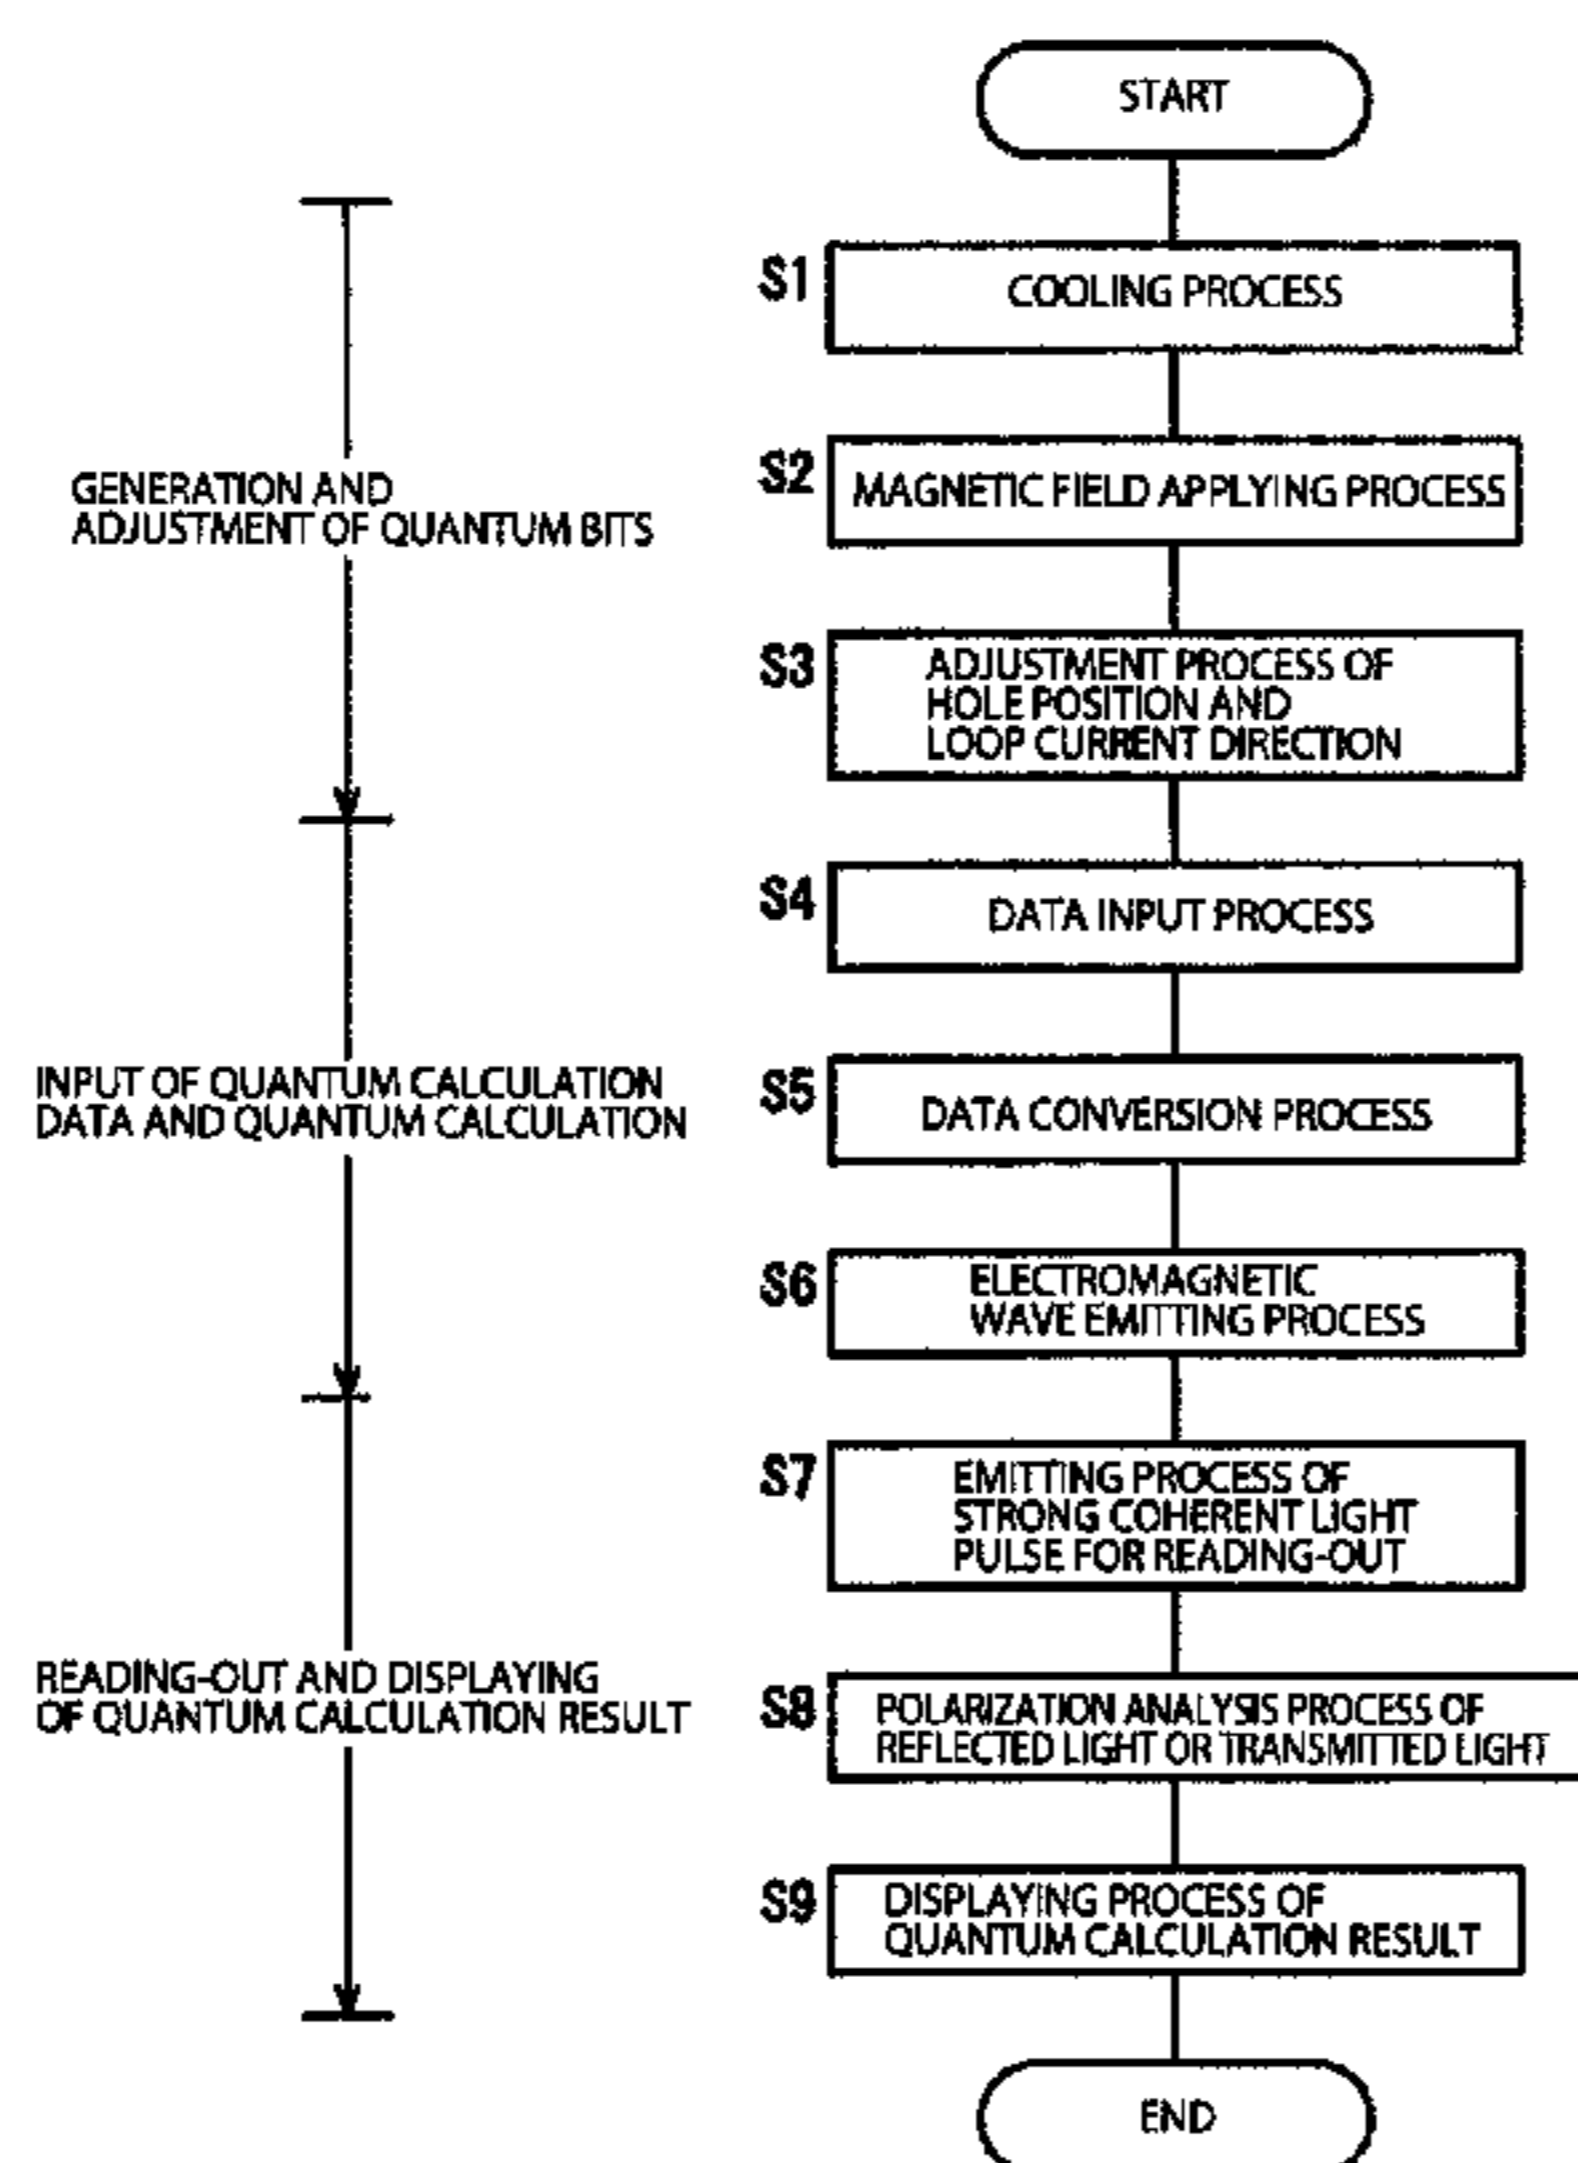 START
S1
COOLING PROCESS
S2
MAGNETIC FIELD APPLYING PROCESS
GENERATION AND
ADJUSTMENT OF QUANTUM BITS
S3
ADJUSTMENT PROCESS OF
HOLE POSITION AND
LOOP CURRENT DIRECTION
S4
DATA INPUT PROCESS
INPUT OF QUANTUM CALCULATION
DATA AND QUANTUM CALCULATION
S5
DATA CONVERSION PROCESS
S6
ELECTROMAGNETIC
WAVE EMITTING PROCESS
S7
EMITTING PROCESS OF
STRONG COHERENT LIGHT
PULSE FOR READING-OUT
READING-OUT AND DISPLAYING
OF QUANTUM CALCULATION RESULT
S8
POLARIZATION ANALYSIS PROCESS OF
REFLECTED LIGHT OR TRANSMITTED LIGHT
S9
DISPLAYING PROCESS OF
QUANTUM CALCULATION RESULT
END